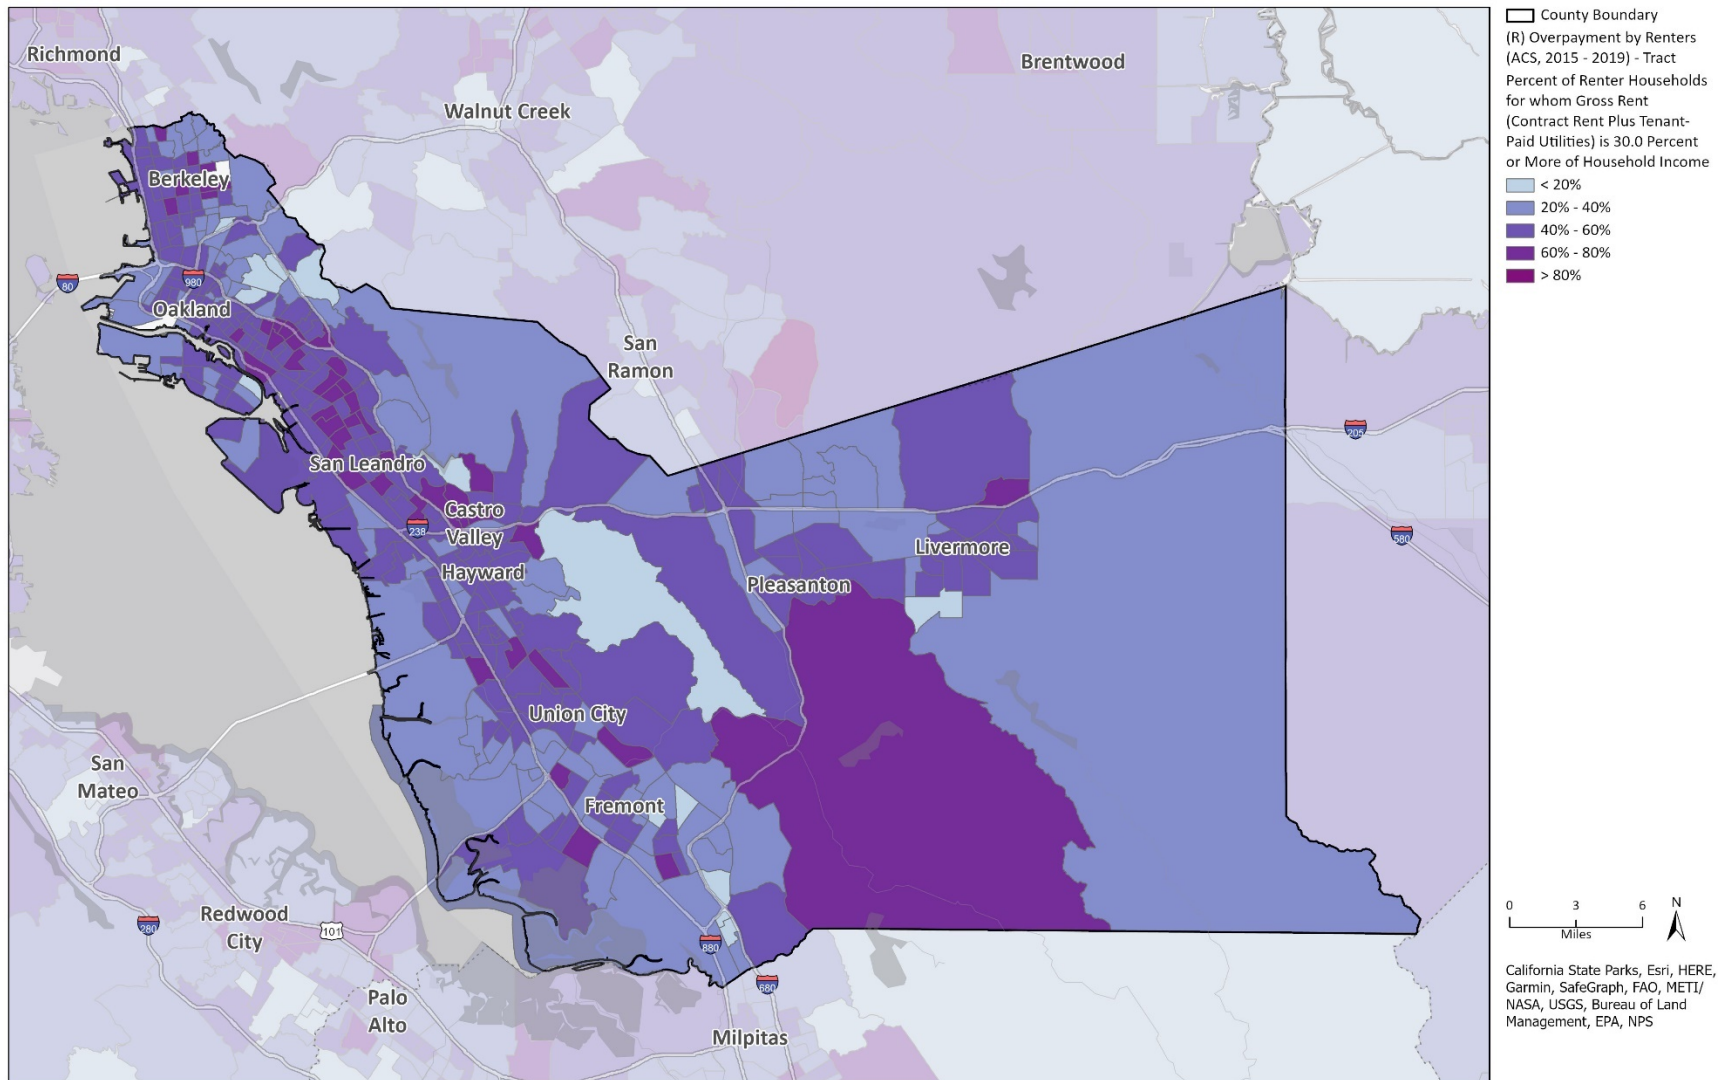 Richmond
Brentwood
Walnut Creek
Berkeley
80
980
Oakland
San
Ramon
205
San Leandro
Castro
Valley
238
Hayward
Livermore
580
Pleasanton
Union City
San
Mateo
Fremont
Redwood
City
280
101
880
680
Palo
Alto
Milpitas
County Boundary
(R) Overpayment by Renters
(ACS, 2015 - 2019) - Tract
Percent of Renter Households
for whom Gross Rent
(Contract Rent Plus Tenant-
Paid Utilities) is 30.0 Percent
or More of Household Income
< 20%
20% - 40%
40% - 60%
60% - 80%
> 80%
0 3 6
Miles
N
California State Parks, Esri, HERE,
Garmin, SafeGraph, FAO, METI/
NASA, USGS, Bureau of Land
Management, EPA, NPS